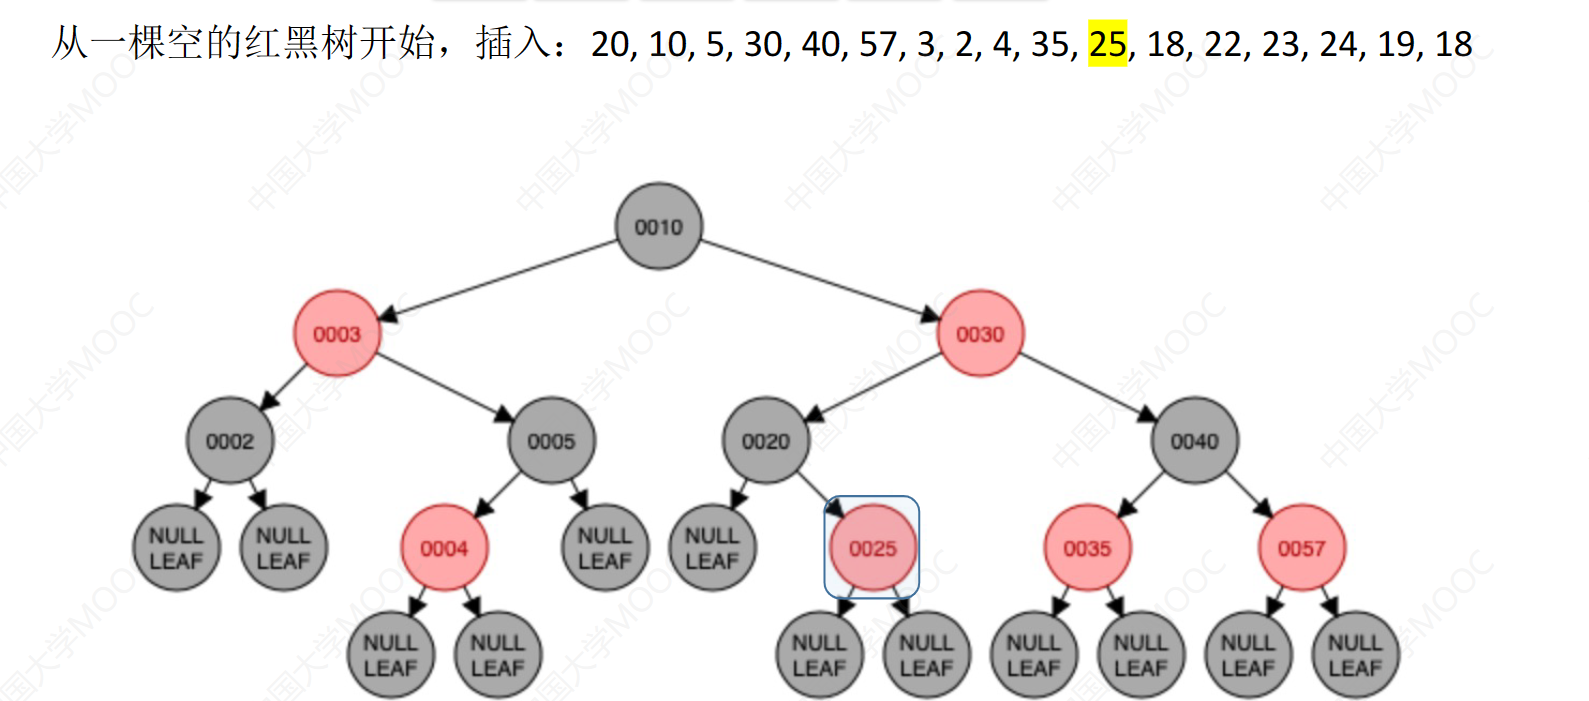 从一棵空的红黑树开始，插入：20, 10, 5, 30, 40, 57, 3, 2, 4, 35, 25, 18, 22, 23, 24, 19, 18
0010
0003 0030
0002 0005 0020 0040
NULL LEAF NULL LEAF 0004 NULL LEAF NULL LEAF 0025 0035 0057
NULL LEAF NULL LEAF NULL LEAF NULL LEAF NULL LEAF NULL LEAF NULL LEAF NULL LEAF
中国大学MOOC